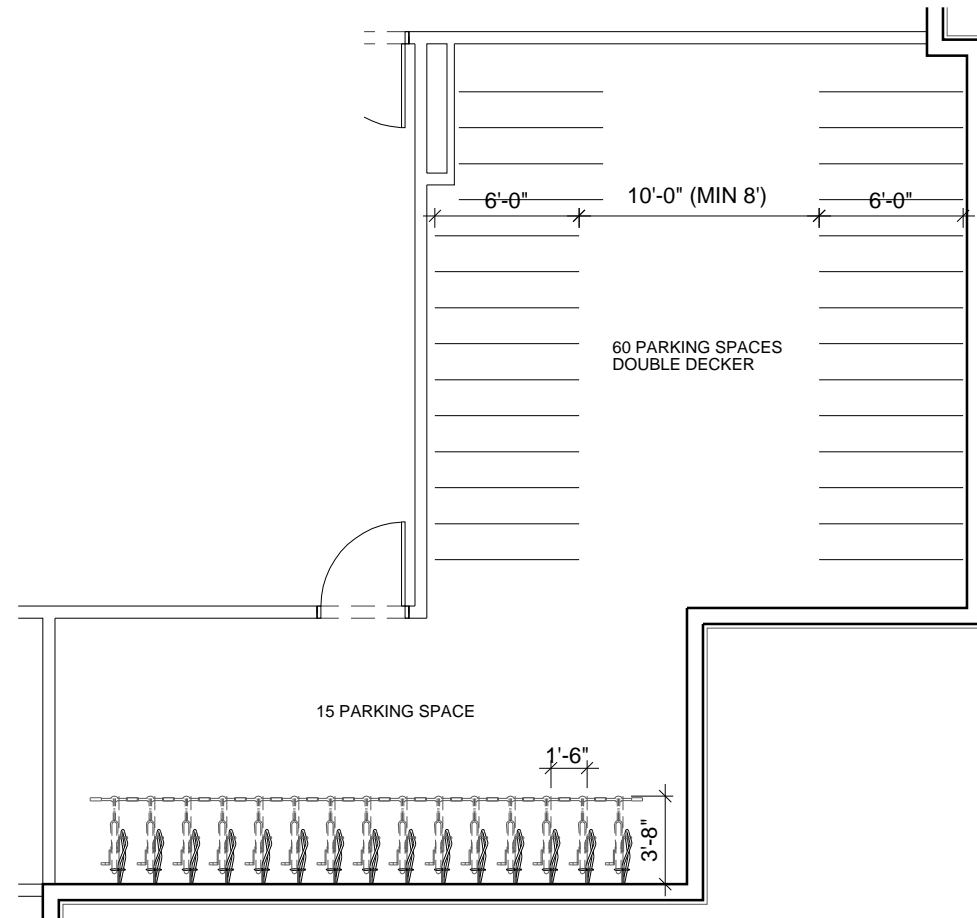 6'-0"
10'-0" (MIN 8')
6'-0"
60 PARKING SPACES
DOUBLE DECKER
15 PARKING SPACE
1'-6"
3'-8"